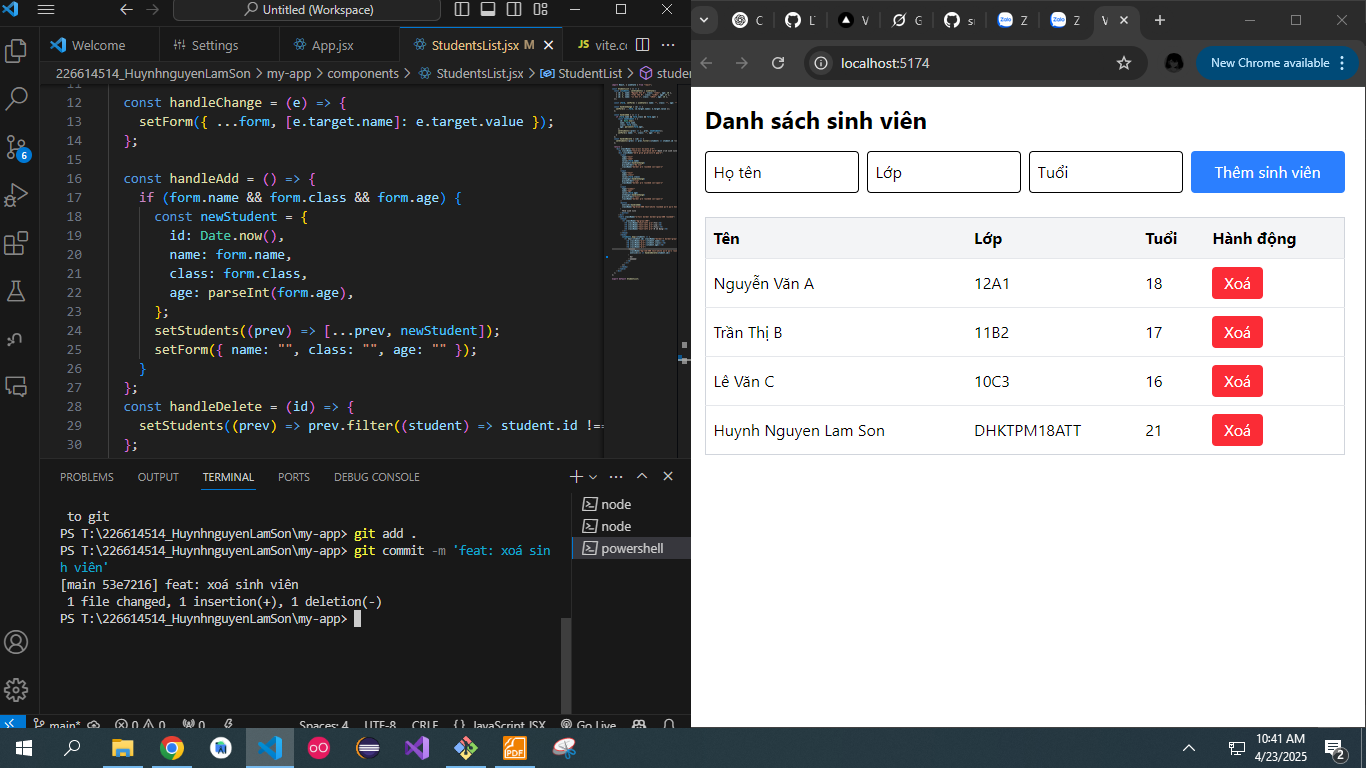 Untitled (Workspace)
Welcome
Settings
App.jsx
StudentsList.jsx M
JS vite.c
226614514_HuynhnguyenLamSon > my-app > components > StudentsList.jsx > StudentList >
11
12 const handleChange = (e) => {
13 setForm({ ...form, [e.target.name]: e.target.value });
14 };
15
16 const handleAdd = () => {
17 if (form.name && form.class && form.age) {
18 const newStudent = {
19 id: Date.now(),
20 name: form.name,
21 class: form.class,
22 age: parseInt(form.age),
23 };
24 setStudents((prev) => [...prev, newStudent]);
25 setForm({ name: "", class: "", age: "" });
26 }
27 };
28 const handleDelete = (id) => {
29 setStudents((prev) => prev.filter((student) => student.id !==
30 };
6
PROBLEMS
OUTPUT
TERMINAL
PORTS
DEBUG CONSOLE
to git
PS T:\226614514_HuynhnguyenLamSon\my-app> git add .
PS T:\226614514_HuynhnguyenLamSon\my-app> git commit -m 'feat: xoá sin
h viên'
[main 53e7216] feat: xoá sinh viên
1 file changed, 1 insertion(+), 1 deletion(-)
PS T:\226614514_HuynhnguyenLamSon\my-app>
node
node
powershell
main*
0 0
0
Spaces: 4
UTF-8
CRLF
{} JavaScript JSX
Go Live
localhost:5174
New Chrome available
Danh sách sinh viên
Họ tên
Lớp
Tuổi
Thêm sinh viên
Tên Lớp Tuổi Hành động
Nguyễn Văn A 12A1 18 Xoá
Trần Thị B 11B2 17 Xoá
Lê Văn C 10C3 16 Xoá
Huynh Nguyen Lam Son DHKTPM18ATT 21 Xoá
10:41 AM
4/23/2025
2